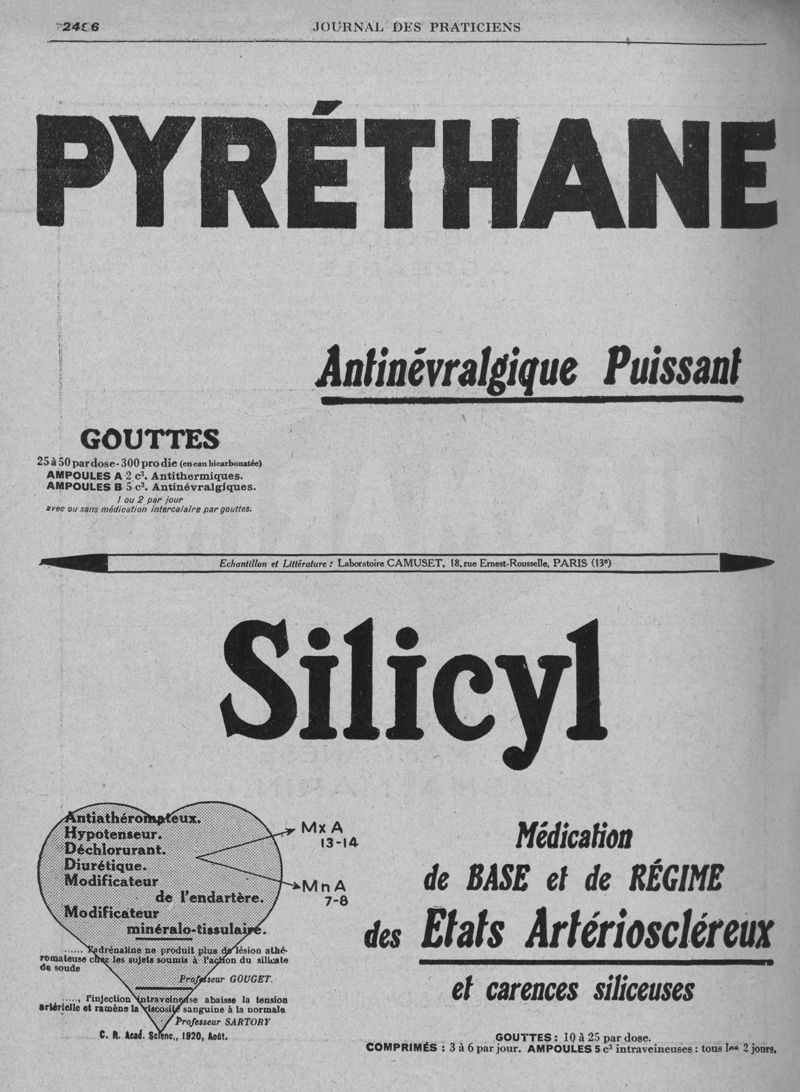 2486
JOURNAL DES PRATICIENS
PYRÉTHANE
Antinévralgique Puissant
GOUTTES
25 à 50 par dose - 300 pro die (en eau bicarbonatée)
AMPOULES A 2 c³. Antithermiques.
AMPOULES B 5 c³. Antinévralgiques.
1 ou 2 par jour
avec ou sans médication intercalaire par gouttes.
Echantillon et Littérature : Laboratoire CAMUSET, 18, rue Ernest-Rousselle, PARIS (13e)
Silicyl
Antiathéromateux.
Hypotenseur.
Déchlorurant.
Diurétique.
Modificateur
de l'endartère.
Modificateur
minéralo-tissulaire.
MxA
13-14
MnA
7-8
...... l'adrénaline ne produit plus de lésion athé-
romateuse chez les sujets soumis à l'action du silicate
de soude
Professeur GOUGET.
....., l'injection intraveineuse abaisse la tension
artérielle et ramène la viscosité sanguine à la normale
Professeur SARTORY
C. R. Acad. Scienc., 1920, Août.
Médication
de BASE et de RÉGIME
des Etats Artérioscléreux
et carences siliceuses
GOUTTES : 10 à 25 par dose.
COMPRIMÉS : 3 à 6 par jour. AMPOULES 5 c³ intraveineuses : tous les 2 jours.